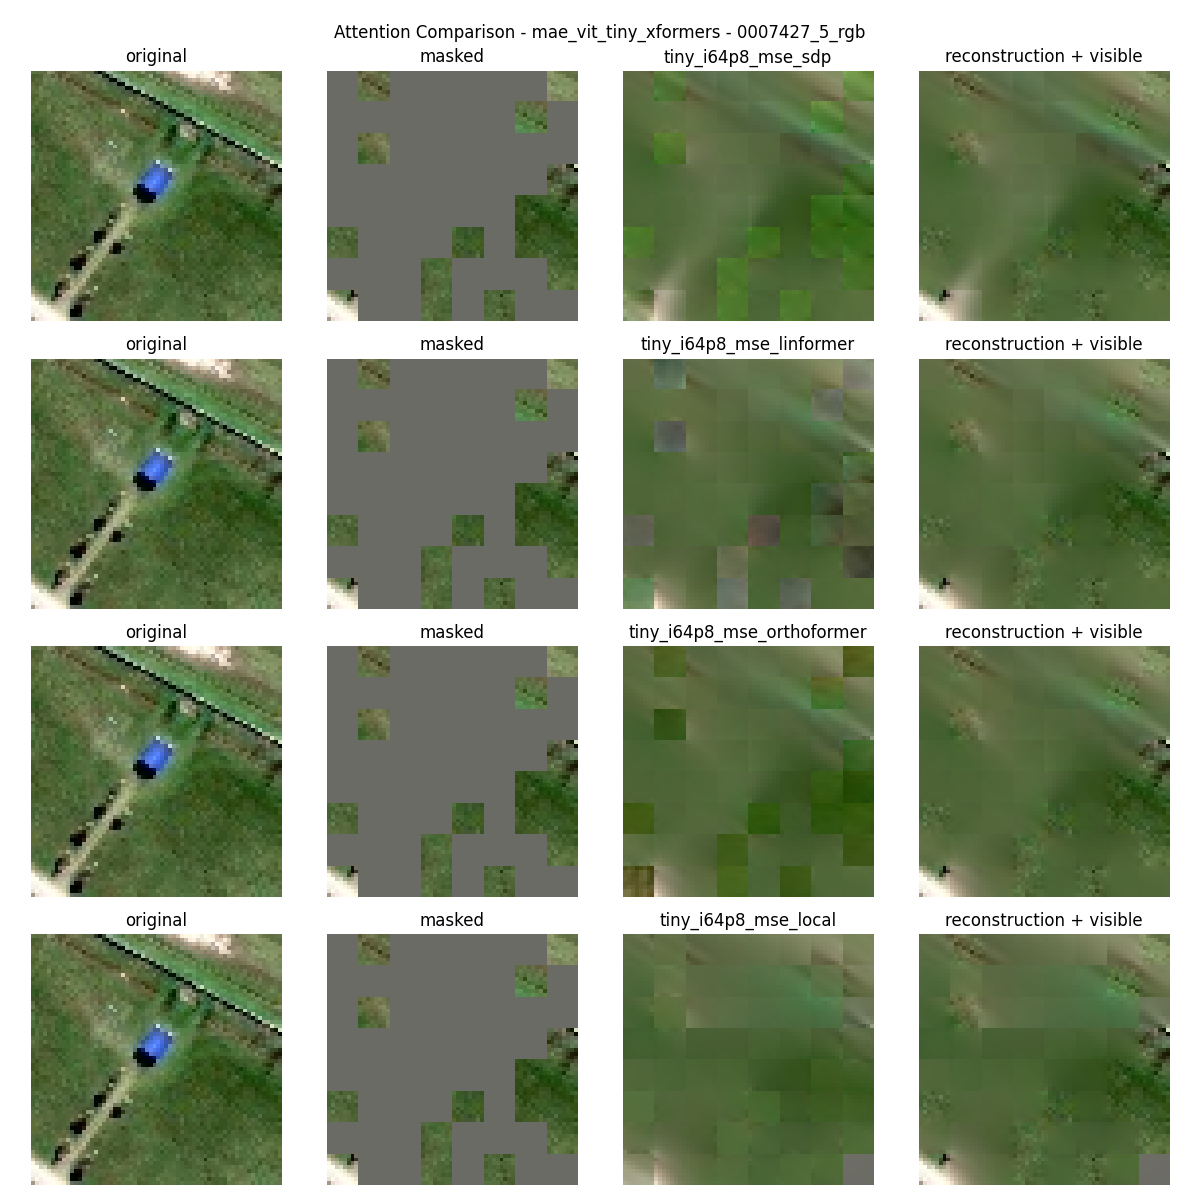 Attention Comparison - mae_vit_tiny_xformers - 0007427_5_rgb
original masked tiny_i64p8_mse_sdp reconstruction + visible
original masked tiny_i64p8_mse_linformer reconstruction + visible
original masked tiny_i64p8_mse_orthoformer reconstruction + visible
original masked tiny_i64p8_mse_local reconstruction + visible